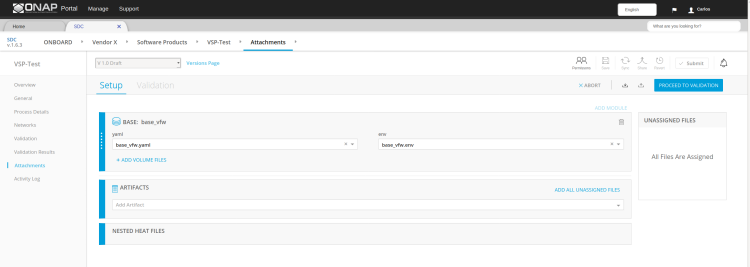 ONAP Portal Manage Support English Carlos
Home SDC × What are you looking for?
SDC
v.1.6.3
ONBOARD Vendor X Software Products VSP-Test Attachments
VSP-Test V 1.0 Draft Versions Page Permissions Submit
Setup Validation × ABORT PROCEED TO VALIDATION
Overview
General
Process Details
Networks
Validation
Validation Results
Attachments
Activity Log
ADD MODULE
BASE: base_vfw
yaml env
base_vfw.yaml × base_vfw.env ×
+ ADD VOLUME FILES
ARTIFACTS ADD ALL UNASSIGNED FILES
Add Artifact
NESTED HEAT FILES
UNASSIGNED FILES
All Files Are Assigned